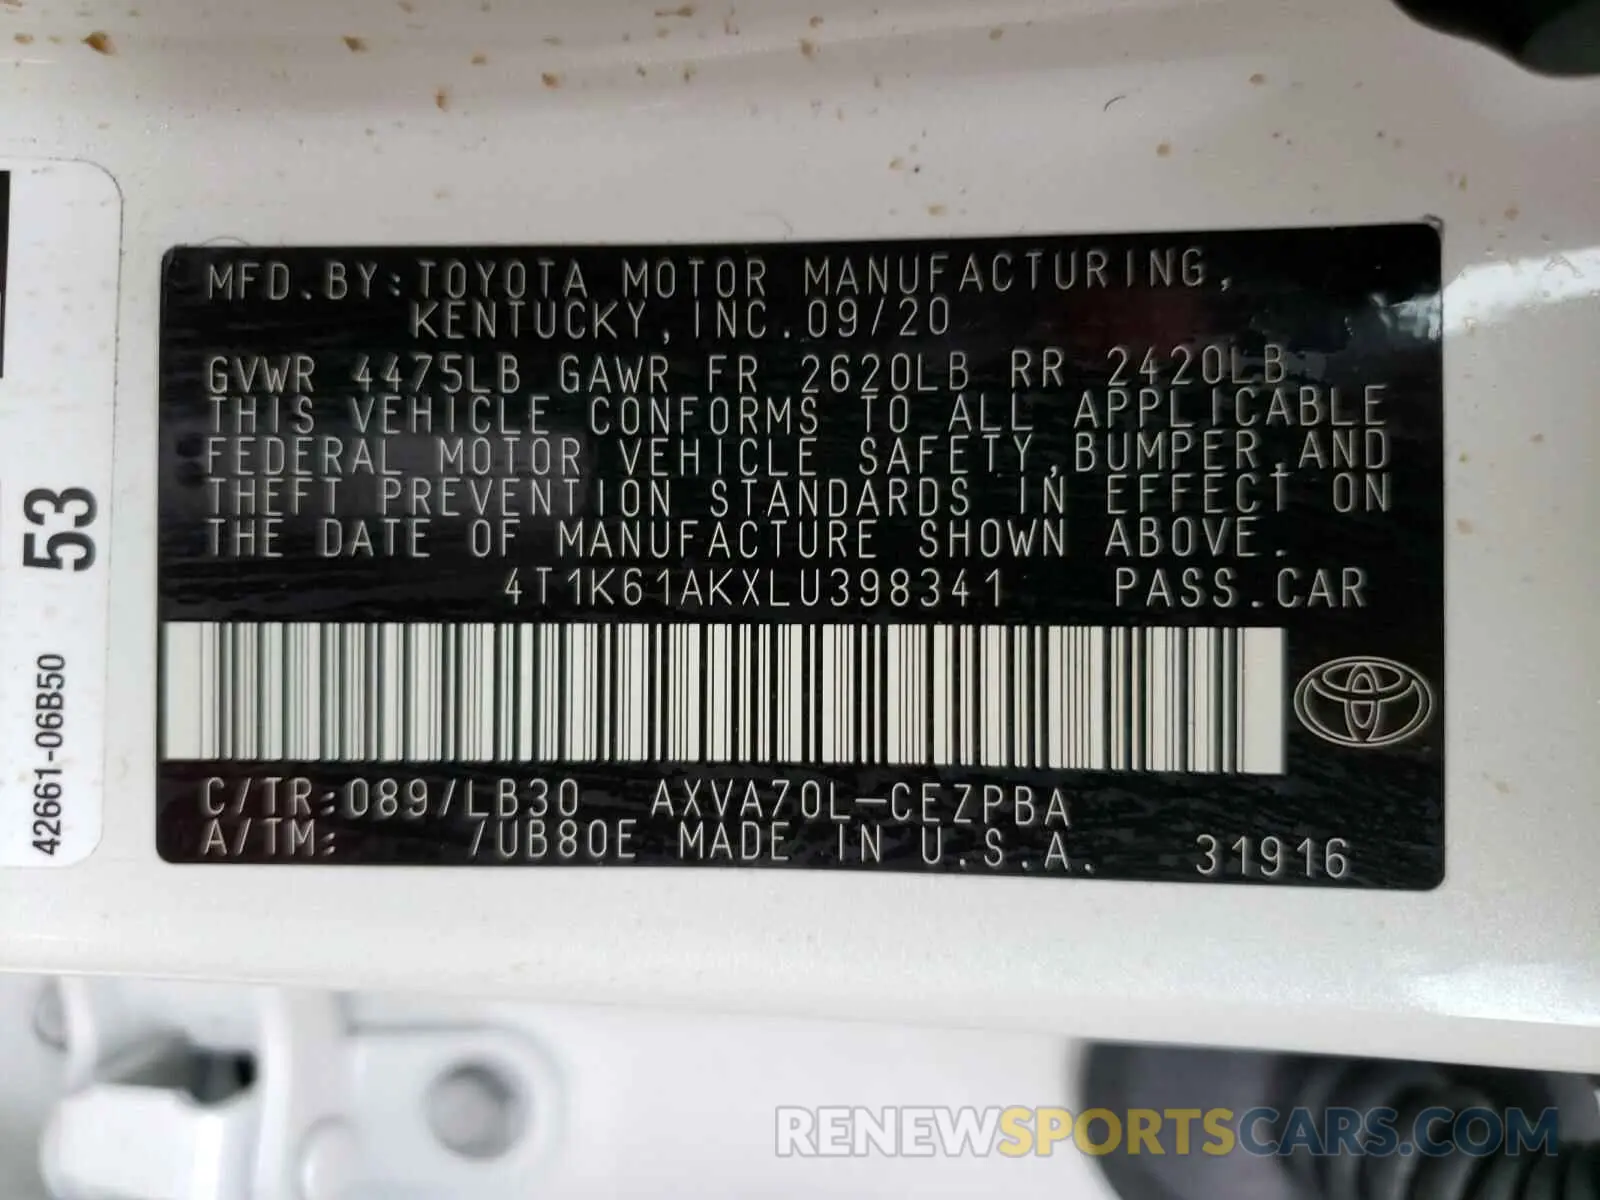 MFD.BY:TOYOTA MOTOR MANUFACTURING,
KENTUCKY,INC.09/20
GVWR 4475LB GAWR FR 2620LB RR 2420LB
THIS VEHICLE CONFORMS TO ALL APPLICABLE
FEDERAL MOTOR VEHICLE SAFETY,BUMPER,AND
THEFT PREVENTION STANDARDS IN EFFECT ON
THE DATE OF MANUFACTURE SHOWN ABOVE.
4T1K61AKXLU398341 PASS.CAR
C/TR:089/LB30 AXVA70L-CEZPBA
A/TM: /UB80E MADE IN U.S.A. 31916
53
42661-06B50
RENEWSPORTSCARS.COM